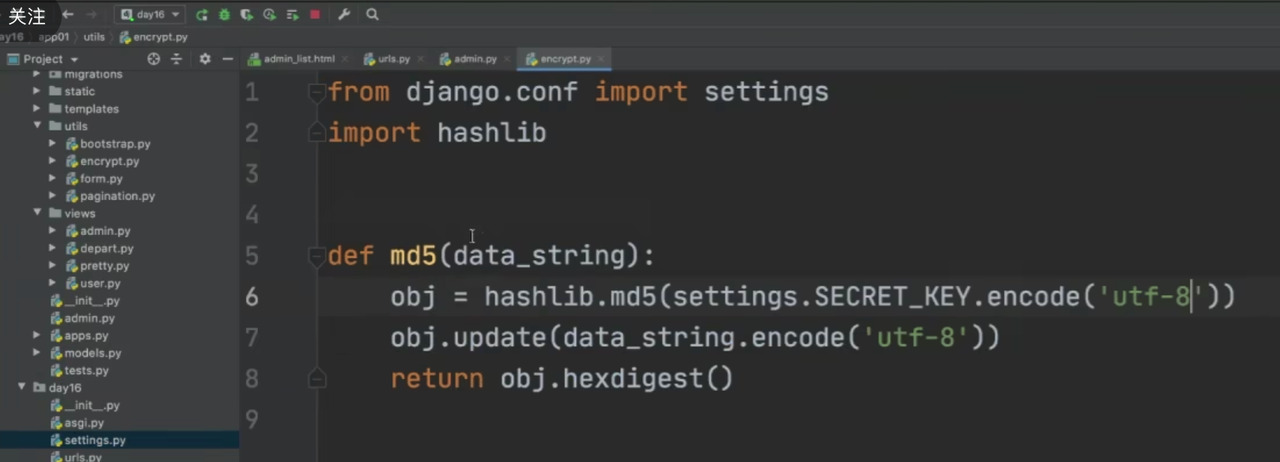 关注
day16
ay16 app01 utils encrypt.py
Project
admin_list.html urls.py admin.py encrypt.py
migrations
static
templates
utils
bootstrap.py
encrypt.py
form.py
pagination.py
views
admin.py
depart.py
pretty.py
user.py
__init__.py
admin.py
apps.py
models.py
tests.py
day16
__init__.py
asgi.py
settings.py
urls.py
1 from django.conf import settings
2 import hashlib
3
4
5 def md5(data_string):
6 obj = hashlib.md5(settings.SECRET_KEY.encode('utf-8'))
7 obj.update(data_string.encode('utf-8'))
8 return obj.hexdigest()
9